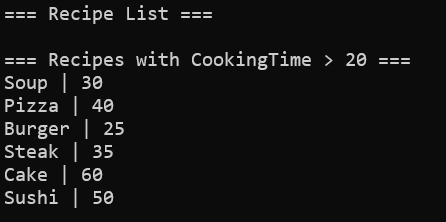 === Recipe List ===
=== Recipes with CookingTime > 20 ===
Soup | 30
Pizza | 40
Burger | 25
Steak | 35
Cake | 60
Sushi | 50